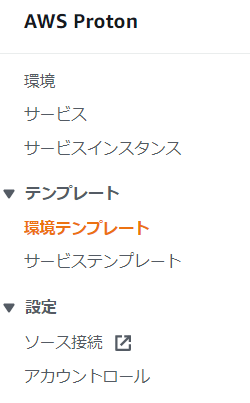 AWS Proton
環境
サービス
サービスインスタンス
テンプレート
環境テンプレート
サービステンプレート
設定
ソース接続
アカウントロール